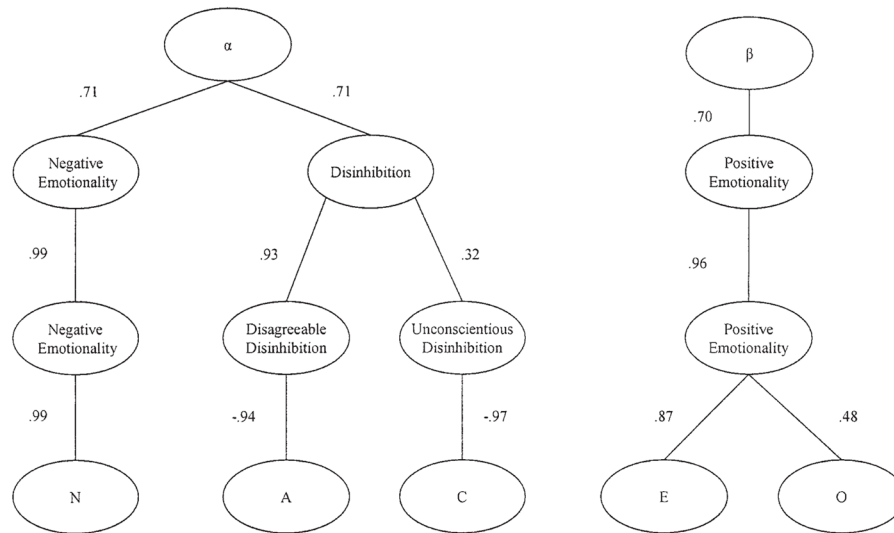 α
β
.71
.71
.70
Negative
Emotionality
Disinhibition
Positive
Emotionality
.99
.93
.32
.96
Negative
Emotionality
Disagreeable
Disinhibition
Unconscientious
Disinhibition
Positive
Emotionality
.99
-.94
-.97
.87
.48
N
A
C
E
O